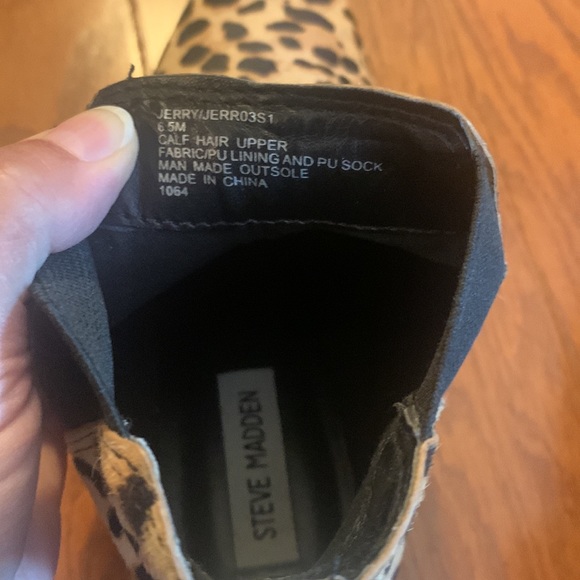 JERRY/JERR03S1
6.5M
CALF HAIR UPPER
FABRIC/PU LINING AND PU SOCK
MAN MADE OUTSOLE
MADE IN CHINA
1064
STEVE MADDEN